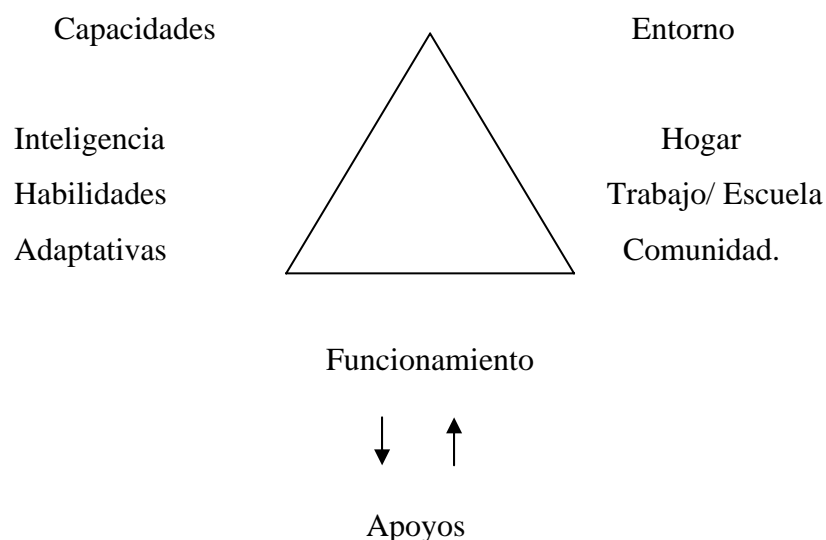 Capacidades
Entorno
Inteligencia
Hogar
Habilidades
Trabajo/ Escuela
Adaptativas
Comunidad.
Funcionamiento
Apoyos